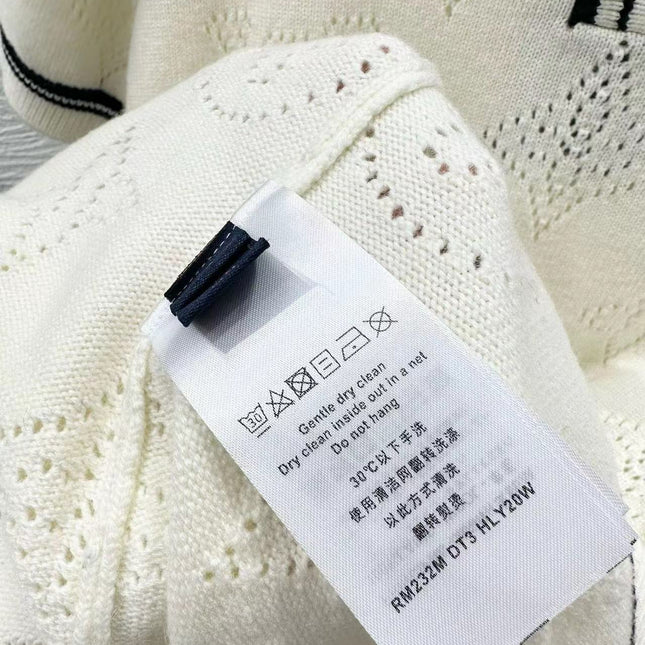 30
Gentle dry clean
Dry clean inside out in a net
Do not hang
30℃以下手洗
使用清洁网翻转洗涤
以此方式清洗
翻转熨烫
RM232M DT3 HLY20W